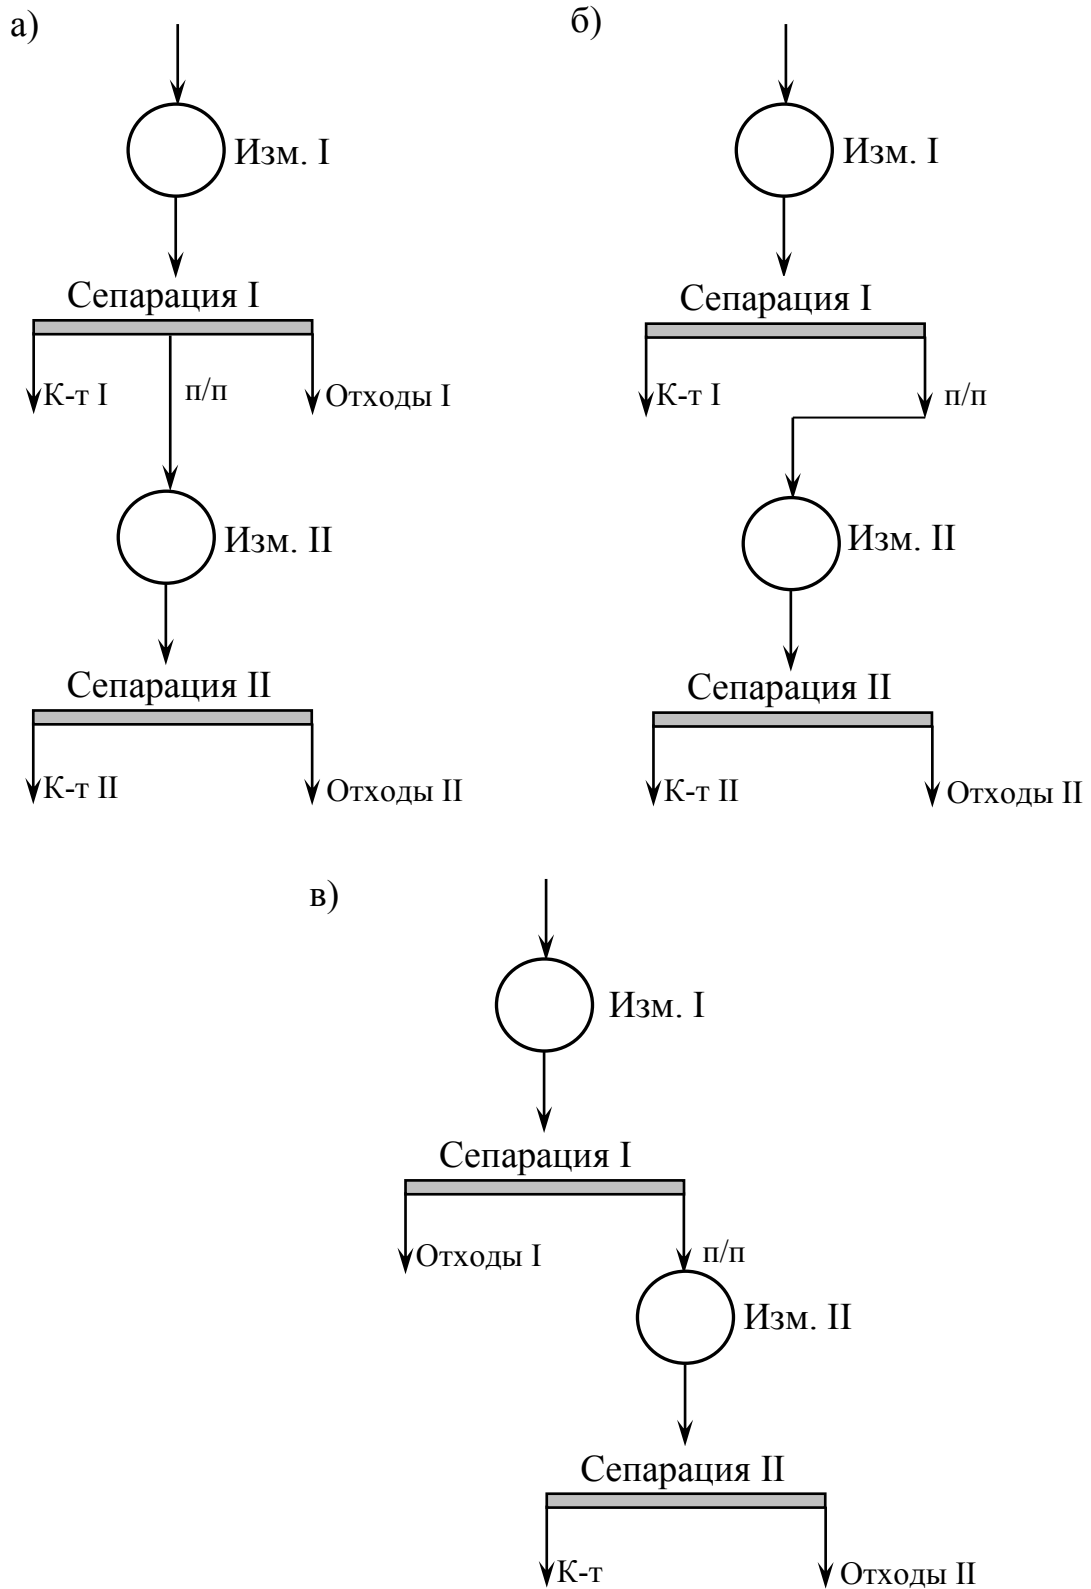 а)
Изм. I
Сепарация I
К-т I
п/п
Отходы I
Изм. II
Сепарация II
К-т II
Отходы II
б)
Изм. I
Сепарация I
К-т I
п/п
Изм. II
Сепарация II
К-т II
Отходы II
в)
Изм. I
Сепарация I
Отходы I
п/п
Изм. II
Сепарация II
К-т
Отходы II